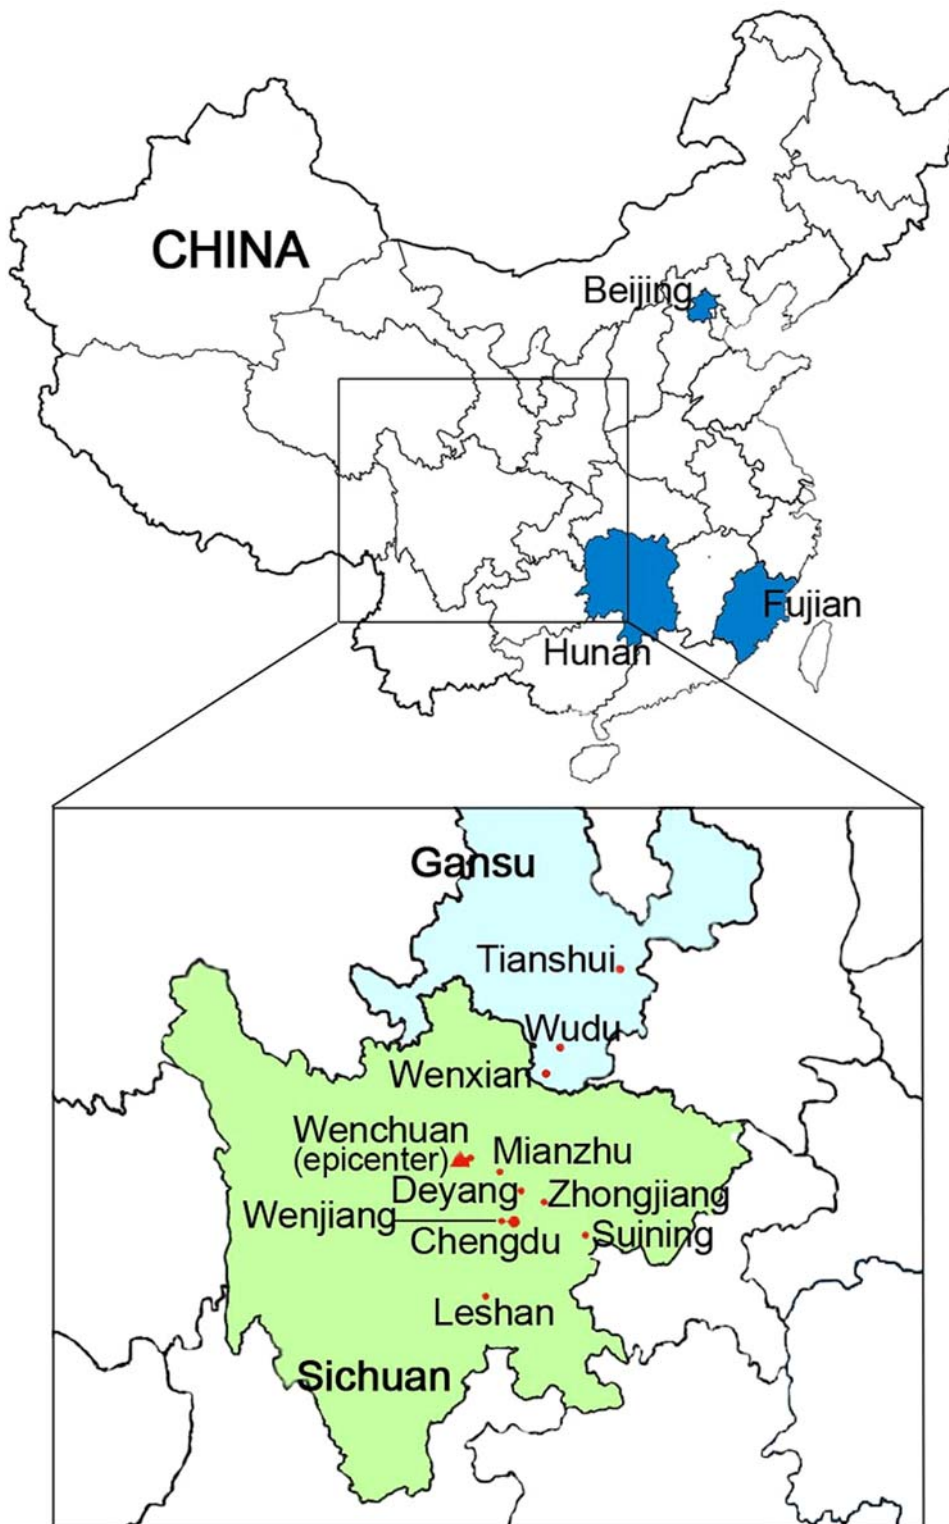 CHINA
Beijing
Fujian
Hunan
Gansu
Tianshui
Wudu
Wenxian
Wenchuan
(epicenter)
Mianzhu
Deyang
Zhongjiang
Wenjiang
Chengdu
Suining
Leshan
Sichuan